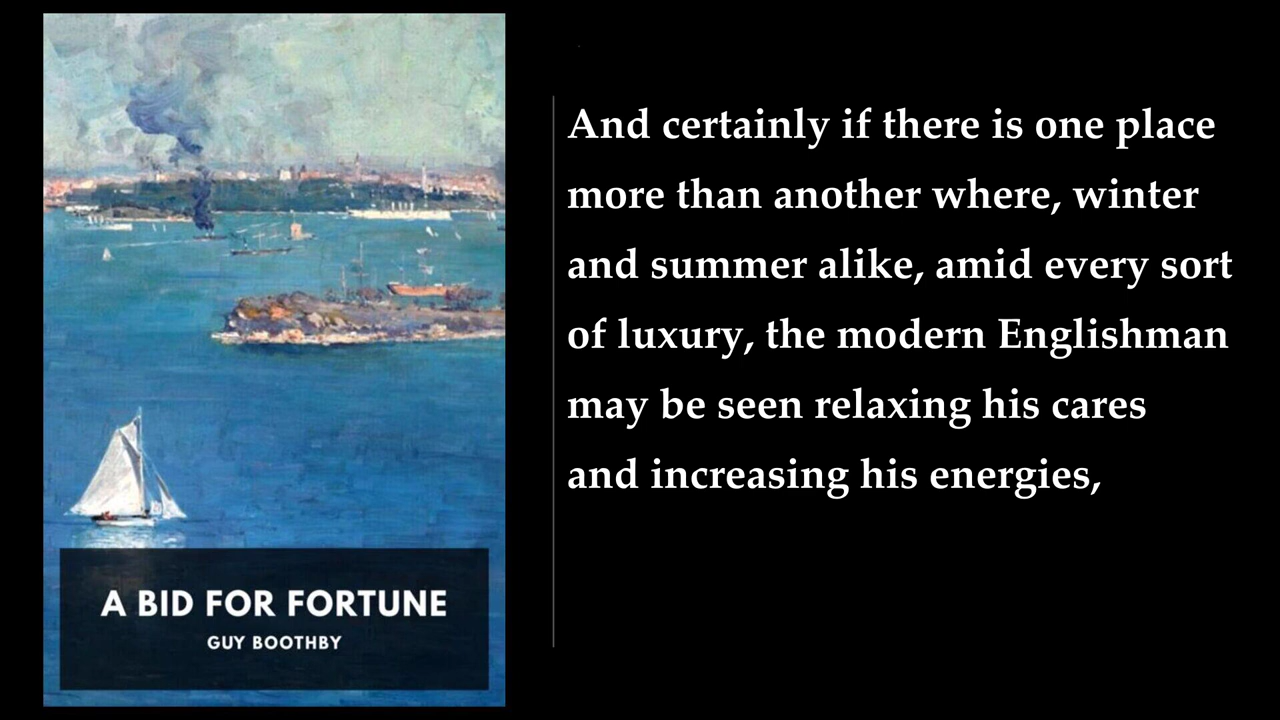 And certainly if there is one place
more than another where, winter
and summer alike, amid every sort
of luxury, the modern Englishman
may be seen relaxing his cares
and increasing his energies,
A BID FOR FORTUNE
GUY BOOTHBY